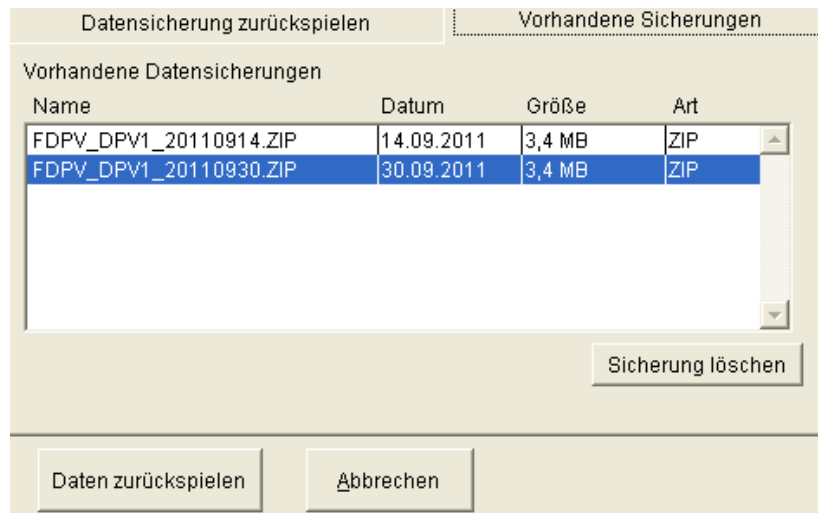 Datensicherung zurückspielen Vorhandene Sicherungen
Vorhandene Datensicherungen
Name Datum Größe Art
FDPV_DPV1_20110914.ZIP 14.09.2011 3,4 MB ZIP
FDPV_DPV1_20110930.ZIP 30.09.2011 3,4 MB ZIP
Sicherung löschen
Daten zurückspielen Abbrechen